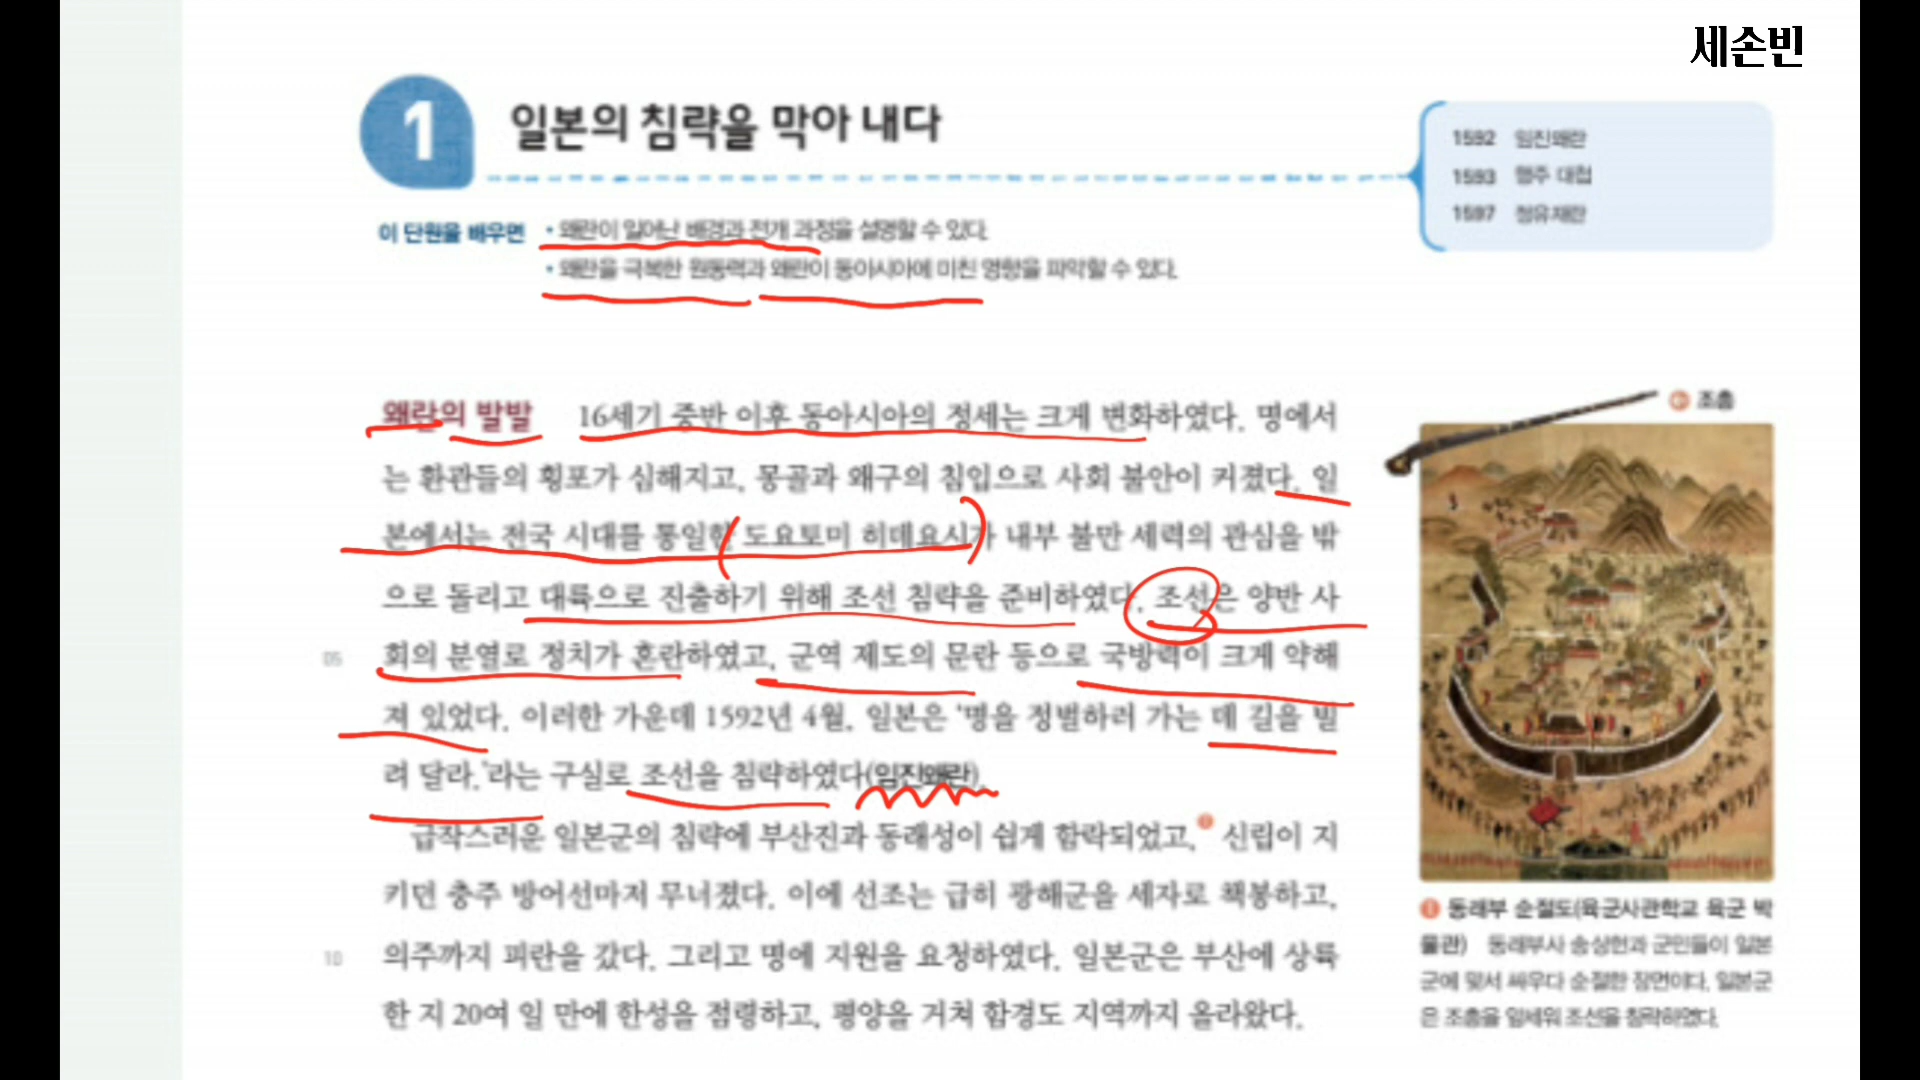 세손빈
1 일본의 침략을 막아 내다
1592 임진왜란
1593 행주 대첩
1597 정유재란
이 단원을 배우면 • 왜란이 일어난 배경과 전개 과정을 설명할 수 있다.
• 왜란을 극복한 원동력과 왜란이 동아시아에 미친 영향을 파악할 수 있다.
왜란의 발발 16세기 중반 이후 동아시아의 정세는 크게 변화하였다. 명에서
는 환관들의 횡포가 심해지고, 몽골과 왜구의 침입으로 사회 불안이 커졌다. 일
본에서는 전국 시대를 통일한 도요토미 히데요시가 내부 불만 세력의 관심을 밖
으로 돌리고 대륙으로 진출하기 위해 조선 침략을 준비하였다. 조선은 양반 사
05 회의 분열로 정치가 혼란하였고, 군역 제도의 문란 등으로 국방력이 크게 약해
져 있었다. 이러한 가운데 1592년 4월, 일본은 '명을 정벌하러 가는 데 길을 빌
려 달라.'라는 구실로 조선을 침략하였다(임진왜란).
급작스러운 일본군의 침략에 부산진과 동래성이 쉽게 함락되었고,❶ 신립이 지
키던 충주 방어선마저 무너졌다. 이에 선조는 급히 광해군을 세자로 책봉하고,
10 의주까지 피란을 갔다. 그리고 명에 지원을 요청하였다. 일본군은 부산에 상륙
한 지 20여 일 만에 한성을 점령하고, 평양을 거쳐 함경도 지역까지 올라왔다.
❷ 조총
❶ 동래부 순절도(육군사관학교 육군 박
물관) 동래부사 송상현과 군민들이 일본
군에 맞서 싸우다 순절한 장면이다. 일본군
은 조총을 앞세워 조선을 침략하였다.